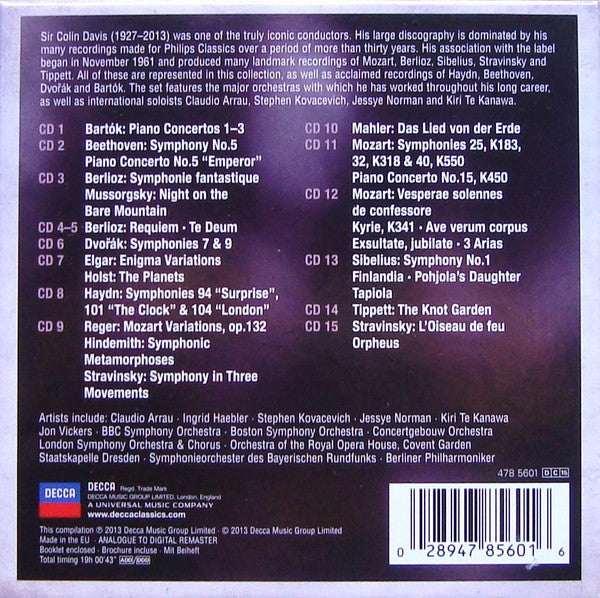 Sir Colin Davis (1927–2013) was one of the truly iconic conductors. His large discography is dominated by his
many recordings made for Philips Classics over a period of more than thirty years. His association with the label
began in November 1961 and produced many landmark recordings of Mozart, Berlioz, Sibelius, Stravinsky and
Tippett. All of these are represented in this collection, as well as acclaimed recordings of Haydn, Beethoven,
Dvořák and Bartók. The set features the major orchestras with which he has worked throughout his long career,
as well as international soloists Claudio Arrau, Stephen Kovacevich, Jessye Norman and Kiri Te Kanawa.
CD 1 Bartók: Piano Concertos 1–3
CD 2 Beethoven: Symphony No.5
Piano Concerto No.5 “Emperor”
CD 3 Berlioz: Symphonie fantastique
Mussorgsky: Night on the
Bare Mountain
CD 4–5 Berlioz: Requiem · Te Deum
CD 6 Dvořák: Symphonies 7 & 9
CD 7 Elgar: Enigma Variations
Holst: The Planets
CD 8 Haydn: Symphonies 94 “Surprise”,
101 “The Clock” & 104 “London”
CD 9 Reger: Mozart Variations, op.132
Hindemith: Symphonic
Metamorphoses
Stravinsky: Symphony in Three
Movements
CD 10 Mahler: Das Lied von der Erde
CD 11 Mozart: Symphonies 25, K183,
32, K318 & 40, K550
Piano Concerto No.15, K450
CD 12 Mozart: Vesperae solennes
de confessore
Kyrie, K341 · Ave verum corpus
Exsultate, jubilate · 3 Arias
CD 13 Sibelius: Symphony No.1
Finlandia · Pohjola's Daughter
Tapiola
CD 14 Tippett: The Knot Garden
CD 15 Stravinsky: L'Oiseau de feu
Orpheus
Artists include: Claudio Arrau · Ingrid Haebler · Stephen Kovacevich · Jessye Norman · Kiri Te Kanawa
Jon Vickers · BBC Symphony Orchestra · Boston Symphony Orchestra · Concertgebouw Orchestra
London Symphony Orchestra & Chorus · Orchestra of the Royal Opera House, Covent Garden
Staatskapelle Dresden · Symphonieorchester des Bayerischen Rundfunks · Berliner Philharmoniker
478 5601 D C 15
DECCA
DECCA Regd. Trade Mark
DECCA MUSIC GROUP LIMITED, London, England
A UNIVERSAL MUSIC COMPANY
www.deccaclassics.com
This compilation ℗ 2013 Decca Music Group Limited · © 2013 Decca Music Group Limited
Made in the EU · ANALOGUE TO DIGITAL REMASTER
Booklet enclosed · Brochure incluse · Mit Beiheft
Total timing 19h 00'43" ADD/DDD
0 28947 85601 6